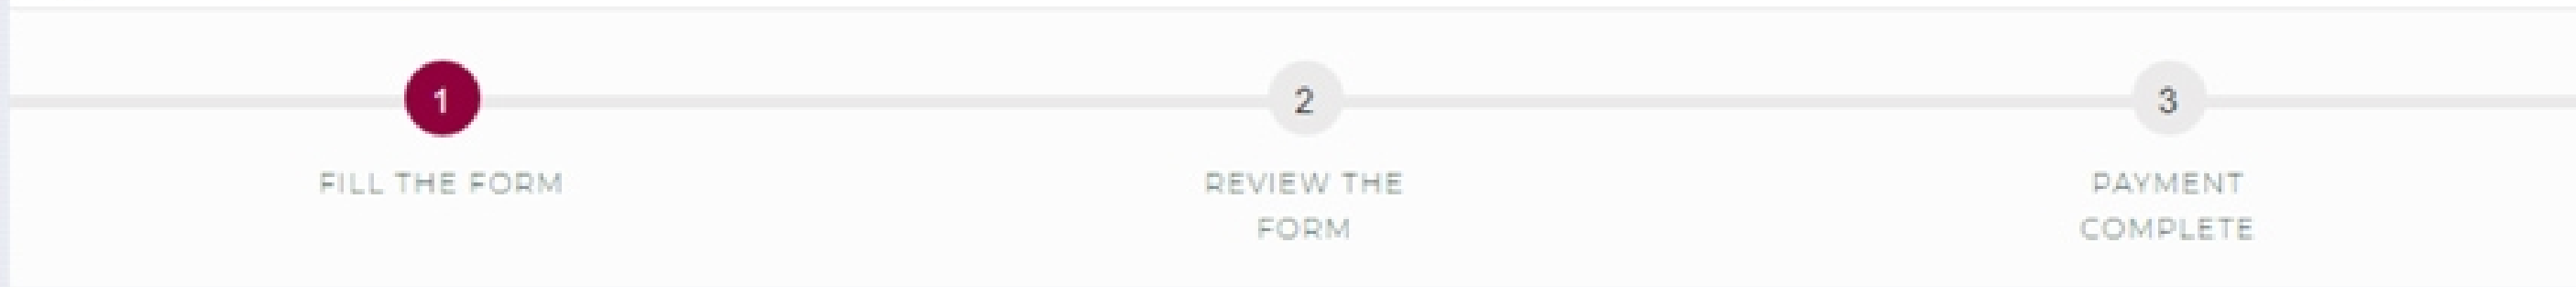 1
FILL THE FORM
2
REVIEW THE
FORM
3
PAYMENT
COMPLETE